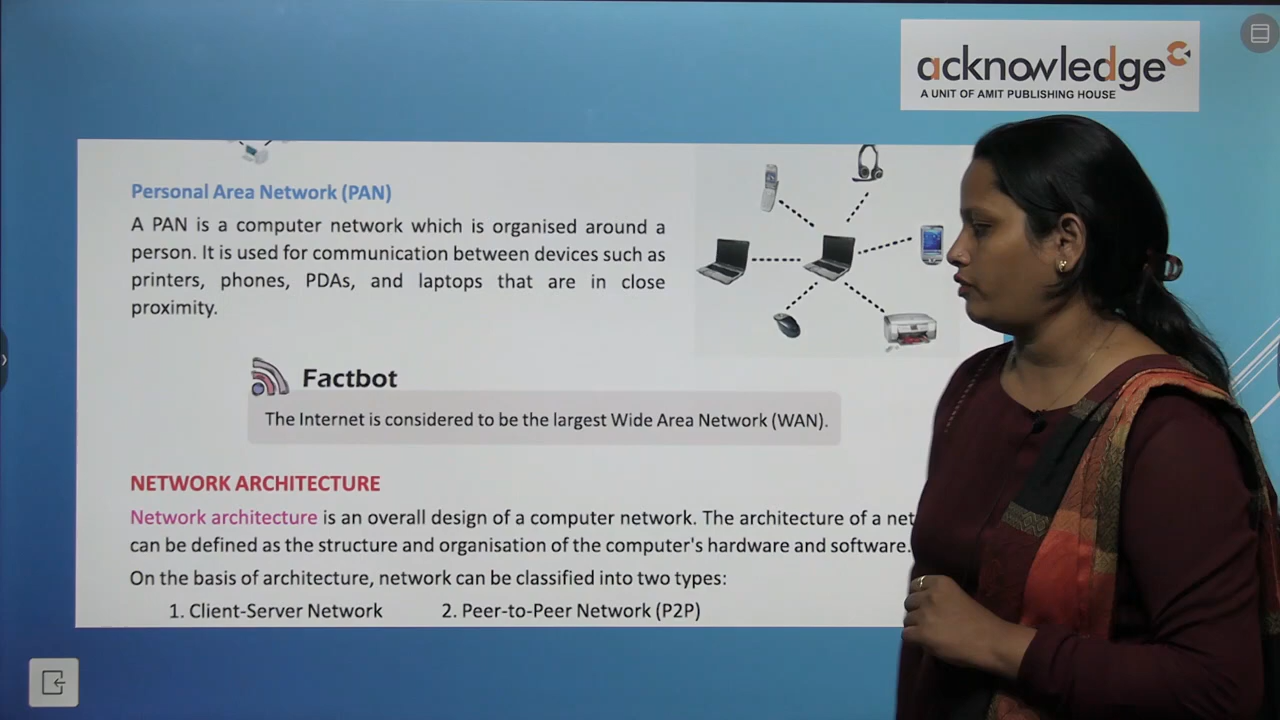 acknowledge
A UNIT OF AMIT PUBLISHING HOUSE
Personal Area Network (PAN)
A PAN is a computer network which is organised around a
person. It is used for communication between devices such as
printers, phones, PDAs, and laptops that are in close
proximity.
Factbot
The Internet is considered to be the largest Wide Area Network (WAN).
NETWORK ARCHITECTURE
Network architecture is an overall design of a computer network. The architecture of a net
can be defined as the structure and organisation of the computer's hardware and software.
On the basis of architecture, network can be classified into two types:
1. Client-Server Network 2. Peer-to-Peer Network (P2P)